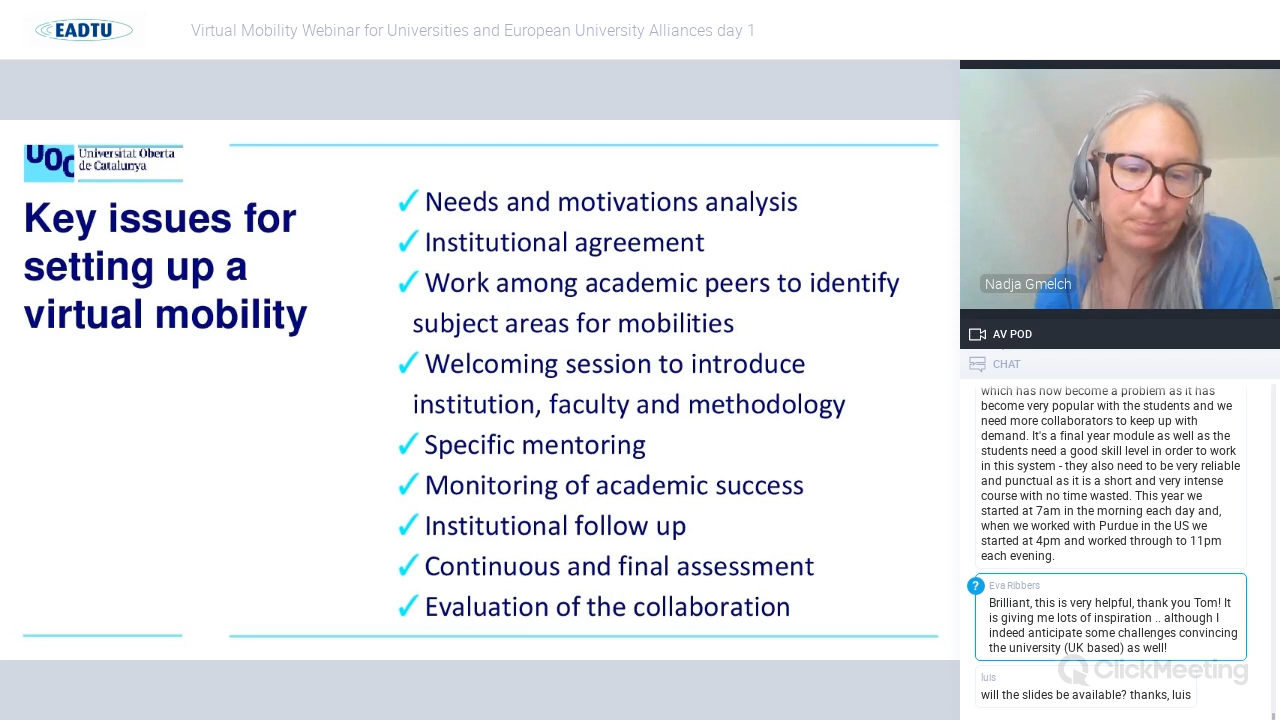 EADTU
Virtual Mobility Webinar for Universities and European University Alliances day 1
UOC
Universitat Oberta
de Catalunya
Key issues for
setting up a
virtual mobility
✓ Needs and motivations analysis
✓ Institutional agreement
✓ Work among academic peers to identify
subject areas for mobilities
✓ Welcoming session to introduce
institution, faculty and methodology
✓ Specific mentoring
✓ Monitoring of academic success
✓ Institutional follow up
✓ Continuous and final assessment
✓ Evaluation of the collaboration
Nadja Gmelch
AV POD
CHAT
which has now become a problem as it has
become very popular with the students and we
need more collaborators to keep up with
demand. It's a final year module as well as the
students need a good skill level in order to work
in this system - they also need to be very reliable
and punctual as it is a short and very intense
course with no time wasted. This year we
started at 7am in the morning each day and,
when we worked with Purdue in the US we
started at 4pm and worked through to 11pm
each evening.
?
Eva Ribbers
Brilliant, this is very helpful, thank you Tom! It
is giving me lots of inspiration .. although I
indeed anticipate some challenges convincing
the university (UK based) as well!
ClickMeeting
luis
will the slides be available? thanks, luis